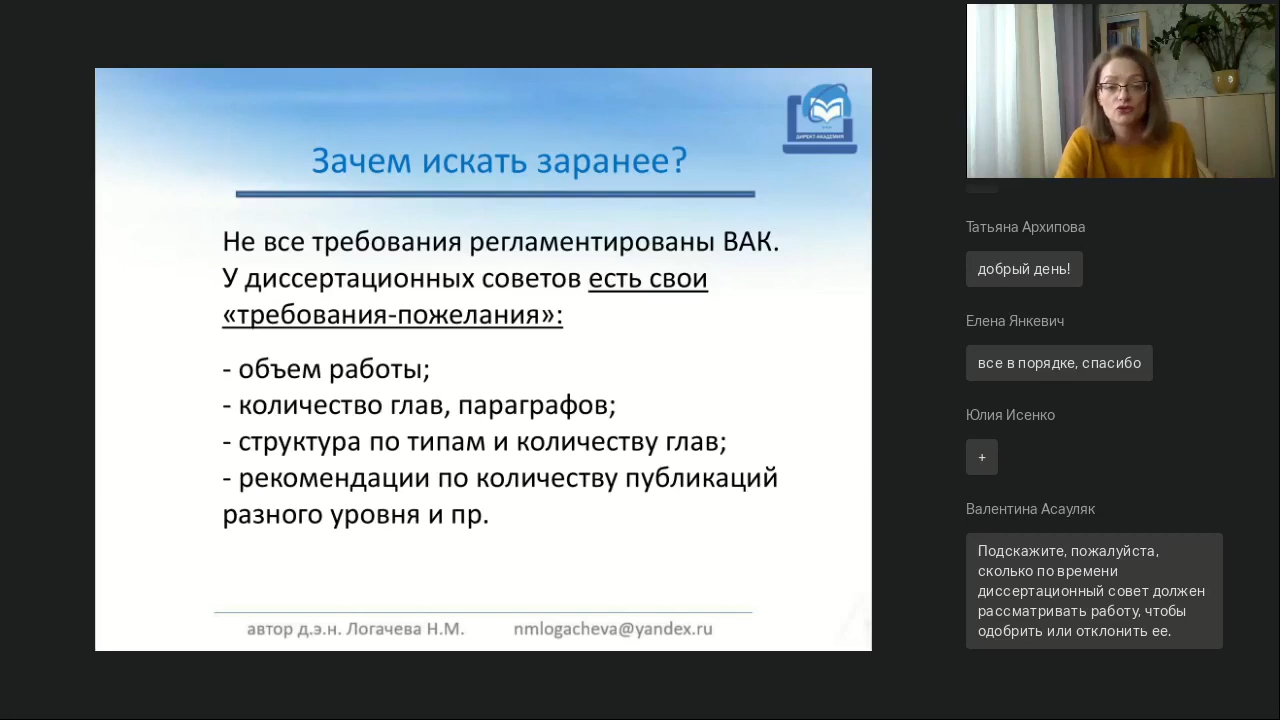 ДИРЕКТ-АКАДЕМИЯ
Зачем искать заранее?
Не все требования регламентированы ВАК.
У диссертационных советов есть свои
«требования-пожелания»:
- объем работы;
- количество глав, параграфов;
- структура по типам и количеству глав;
- рекомендации по количеству публикаций
разного уровня и пр.
автор д.э.н. Логачева Н.М. nmlogacheva@yandex.ru
Татьяна Архипова
добрый день!
Елена Янкевич
все в порядке, спасибо
Юлия Исенко
+
Валентина Асауляк
Подскажите, пожалуйста,
сколько по времени
диссертационный совет должен
рассматривать работу, чтобы
одобрить или отклонить ее.